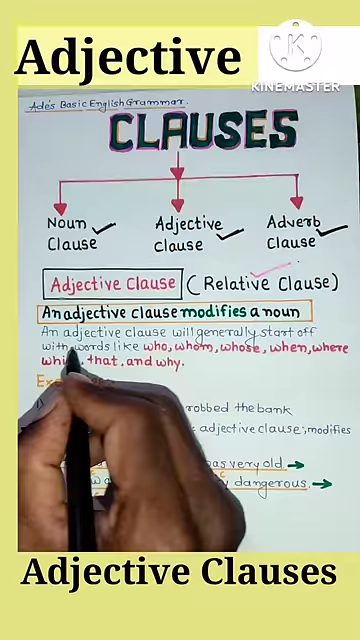 Adjective
KINEMASTER
Ade's Basic English Grammar.
CLAUSES
Noun Clause
Adjective clause
Adverb Clause
Adjective Clause (Relative Clause)
An adjective clause modifies a noun
An adjective clause will generally start off
with words like who, whom, whose, when, where
that, and why.
robbed the bank
adjective clause, modifies
was very old.
dangerous.
Adjective Clauses